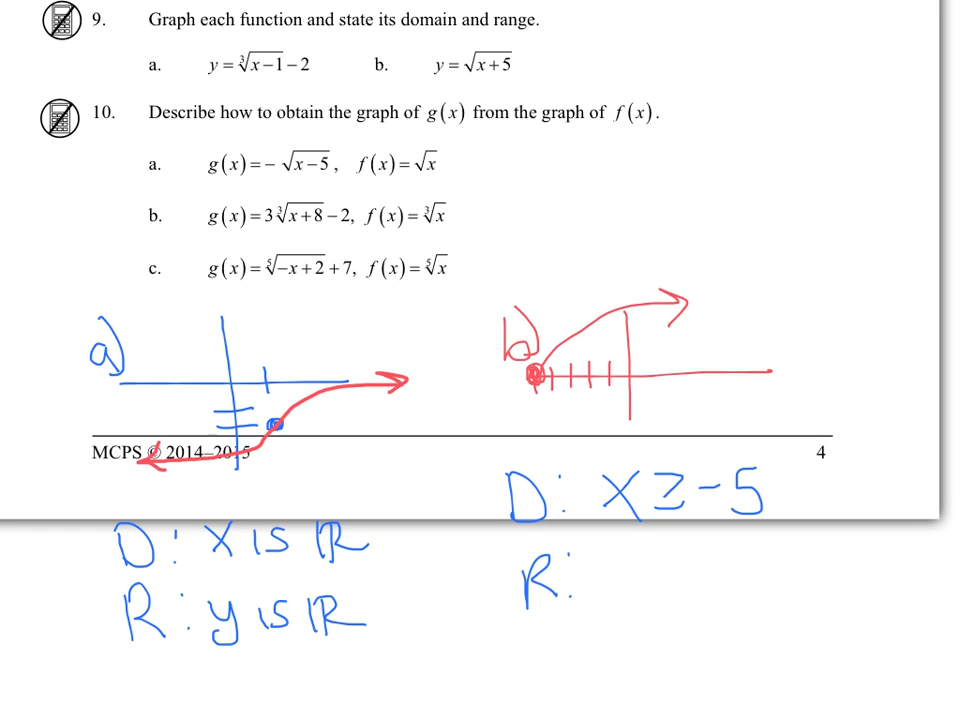 9. Graph each function and state its domain and range.
a. y = ∛(x−1) − 2 b. y = √(x+5)
10. Describe how to obtain the graph of g(x) from the graph of f(x).
a. g(x) = − √(x−5), f(x) = √x
b. g(x) = 3∛(x+8) − 2, f(x) = ∛x
c. g(x) = ⁵√(−x+2) + 7, f(x) = ⁵√x
a)
b)
MCPS © 2014–2015 4
D: x ≥ -5
D: x is ℝ
R:
R: y is ℝ